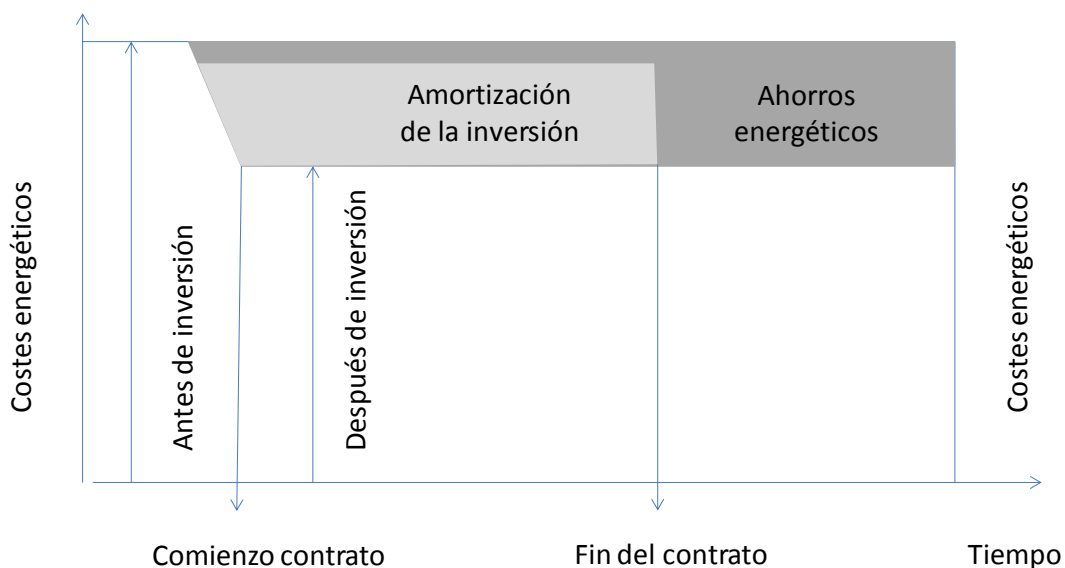 Amortización
de la inversión
Ahorros
energéticos
Costes energéticos
Antes de inversión
Después de inversión
Costes energéticos
Comienzo contrato
Fin del contrato
Tiempo